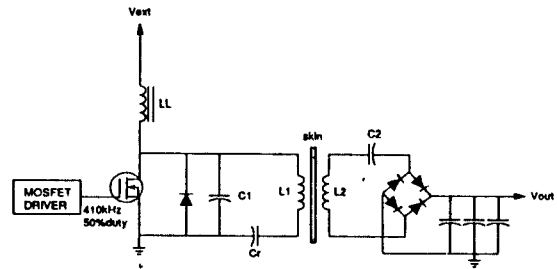 Vext
LL
skin
C2
C1
L1
L2
MOSFET
DRIVER
410kHz
50%duty
Cr
Vout